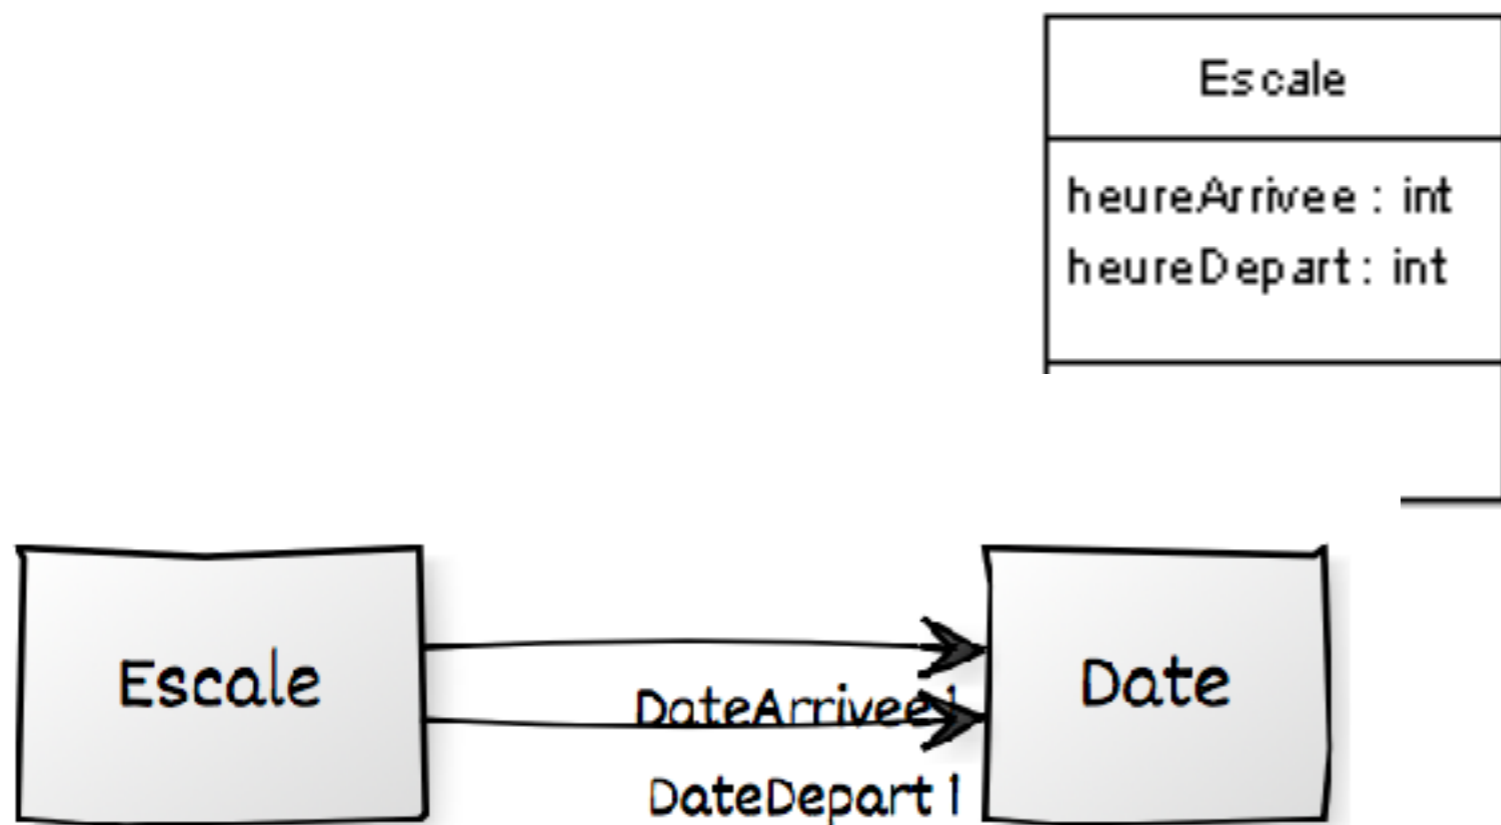 Escale
heureArrivee : int
heureDepart : int
Escale
DateArrivee 1
Date
DateDepart 1